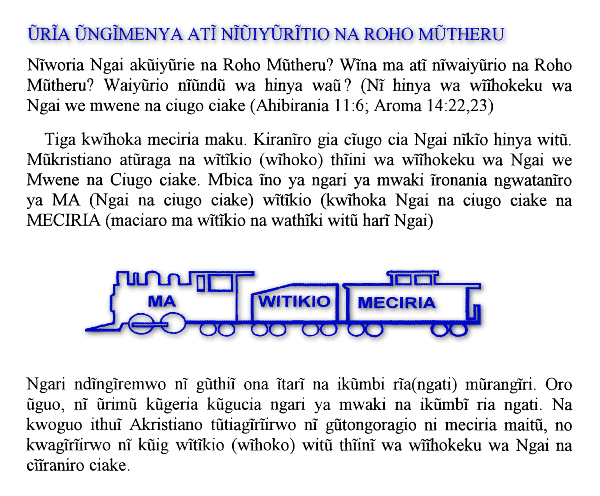 ŨRĨA ŨNGĨMENYA ATĨ NĨŨIYŨRĨTIO NA ROHO MŨTHERU
Nĩworia Ngai akũiyũrie na Roho Mũtheru? Wĩna ma atĩ nĩwaiyũrio na Roho
Mũtheru? Waiyũrio nĩũndũ wa hinya waũ? (Nĩ hinya wa wĩĩhokeku wa
Ngai we mwene na ciugo ciake (Ahibirania 11:6; Aroma 14:22,23)
Tiga kwĩhoka meciria maku. Kiranĩro gia cĩugo cia Ngai nĩkĩo hinya witũ.
Mũkristiano atũraga na wĩtĩkio (wĩhoko) thĩini wa wĩĩhokeku wa Ngai we
Mwene na Ciugo ciake. Mbica ĩno ya ngari ya mwaki ĩronania ngwatanĩro
ya MA (Ngai na ciugo ciake) wĩtĩkio (kwĩhoka Ngai na ciugo ciake na
MECIRIA (maciaro ma wĩtĩkio na wathĩki witũ harĩ Ngai)
MA WITIKIO MECIRIA
Ngari ndĩngĩremwo nĩ gũthiĩ ona ĩtarĩ na ikũmbi rĩa(ngati) mũrangĩri. Oro
ũguo, nĩ ũrimũ kũgeria kũgucia ngari ya mwaki na ikũmbĩ ria ngati. Na
kwoguo ithuĩ Akristiano tũtiagĩrĩirwo nĩ gũtongoragio ni meciria maitũ, no
kwagĩrĩirwo nĩ kũig wĩtĩkio (wĩhoko) witũ thĩinĩ wa wĩĩhokeku wa Ngai na
cĩĩraniro ciake.